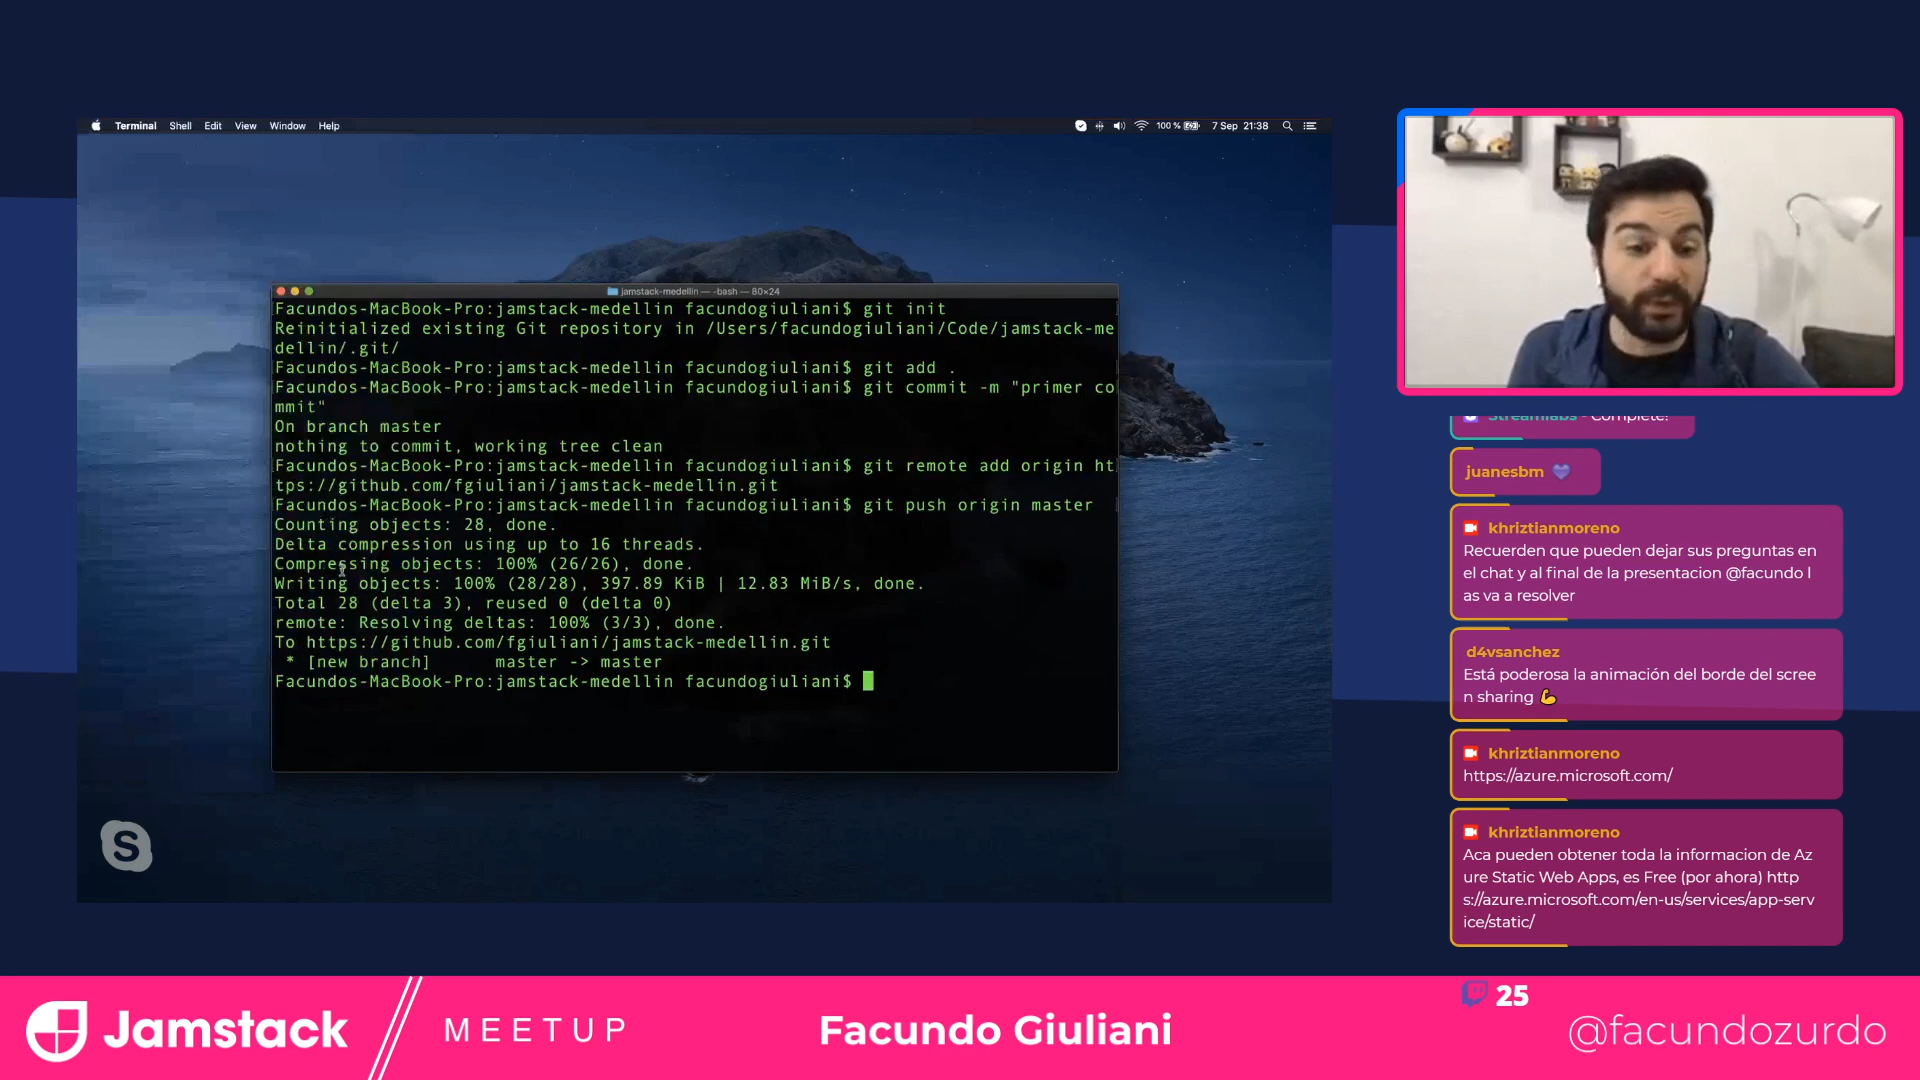 Terminal Shell Edit View Window Help
100 % 7 Sep 21:38
jamstack-medellin — -bash — 80×24
Facundos-MacBook-Pro:jamstack-medellin facundogiuliani$ git init
Reinitialized existing Git repository in /Users/facundogiuliani/Code/jamstack-me
dellin/.git/
Facundos-MacBook-Pro:jamstack-medellin facundogiuliani$ git add .
Facundos-MacBook-Pro:jamstack-medellin facundogiuliani$ git commit -m "primer co
mmit"
On branch master
nothing to commit, working tree clean
Facundos-MacBook-Pro:jamstack-medellin facundogiuliani$ git remote add origin ht
tps://github.com/fgiuliani/jamstack-medellin.git
Facundos-MacBook-Pro:jamstack-medellin facundogiuliani$ git push origin master
Counting objects: 28, done.
Delta compression using up to 16 threads.
Compressing objects: 100% (26/26), done.
Writing objects: 100% (28/28), 397.89 KiB | 12.83 MiB/s, done.
Total 28 (delta 3), reused 0 (delta 0)
remote: Resolving deltas: 100% (3/3), done.
To https://github.com/fgiuliani/jamstack-medellin.git
* [new branch] master -> master
Facundos-MacBook-Pro:jamstack-medellin facundogiuliani$
S
Streamlabs - Complete!
juanesbm 💜
khriztianmoreno
Recuerden que pueden dejar sus preguntas en
el chat y al final de la presentacion @facundo l
as va a resolver
d4vsanchez
Está poderosa la animación del borde del scree
n sharing 💪
khriztianmoreno
https://azure.microsoft.com/
khriztianmoreno
Aca pueden obtener toda la informacion de Az
ure Static Web Apps, es Free (por ahora) http
s://azure.microsoft.com/en-us/services/app-serv
ice/static/
Jamstack
MEETUP
Facundo Giuliani
25
@facundozurdo